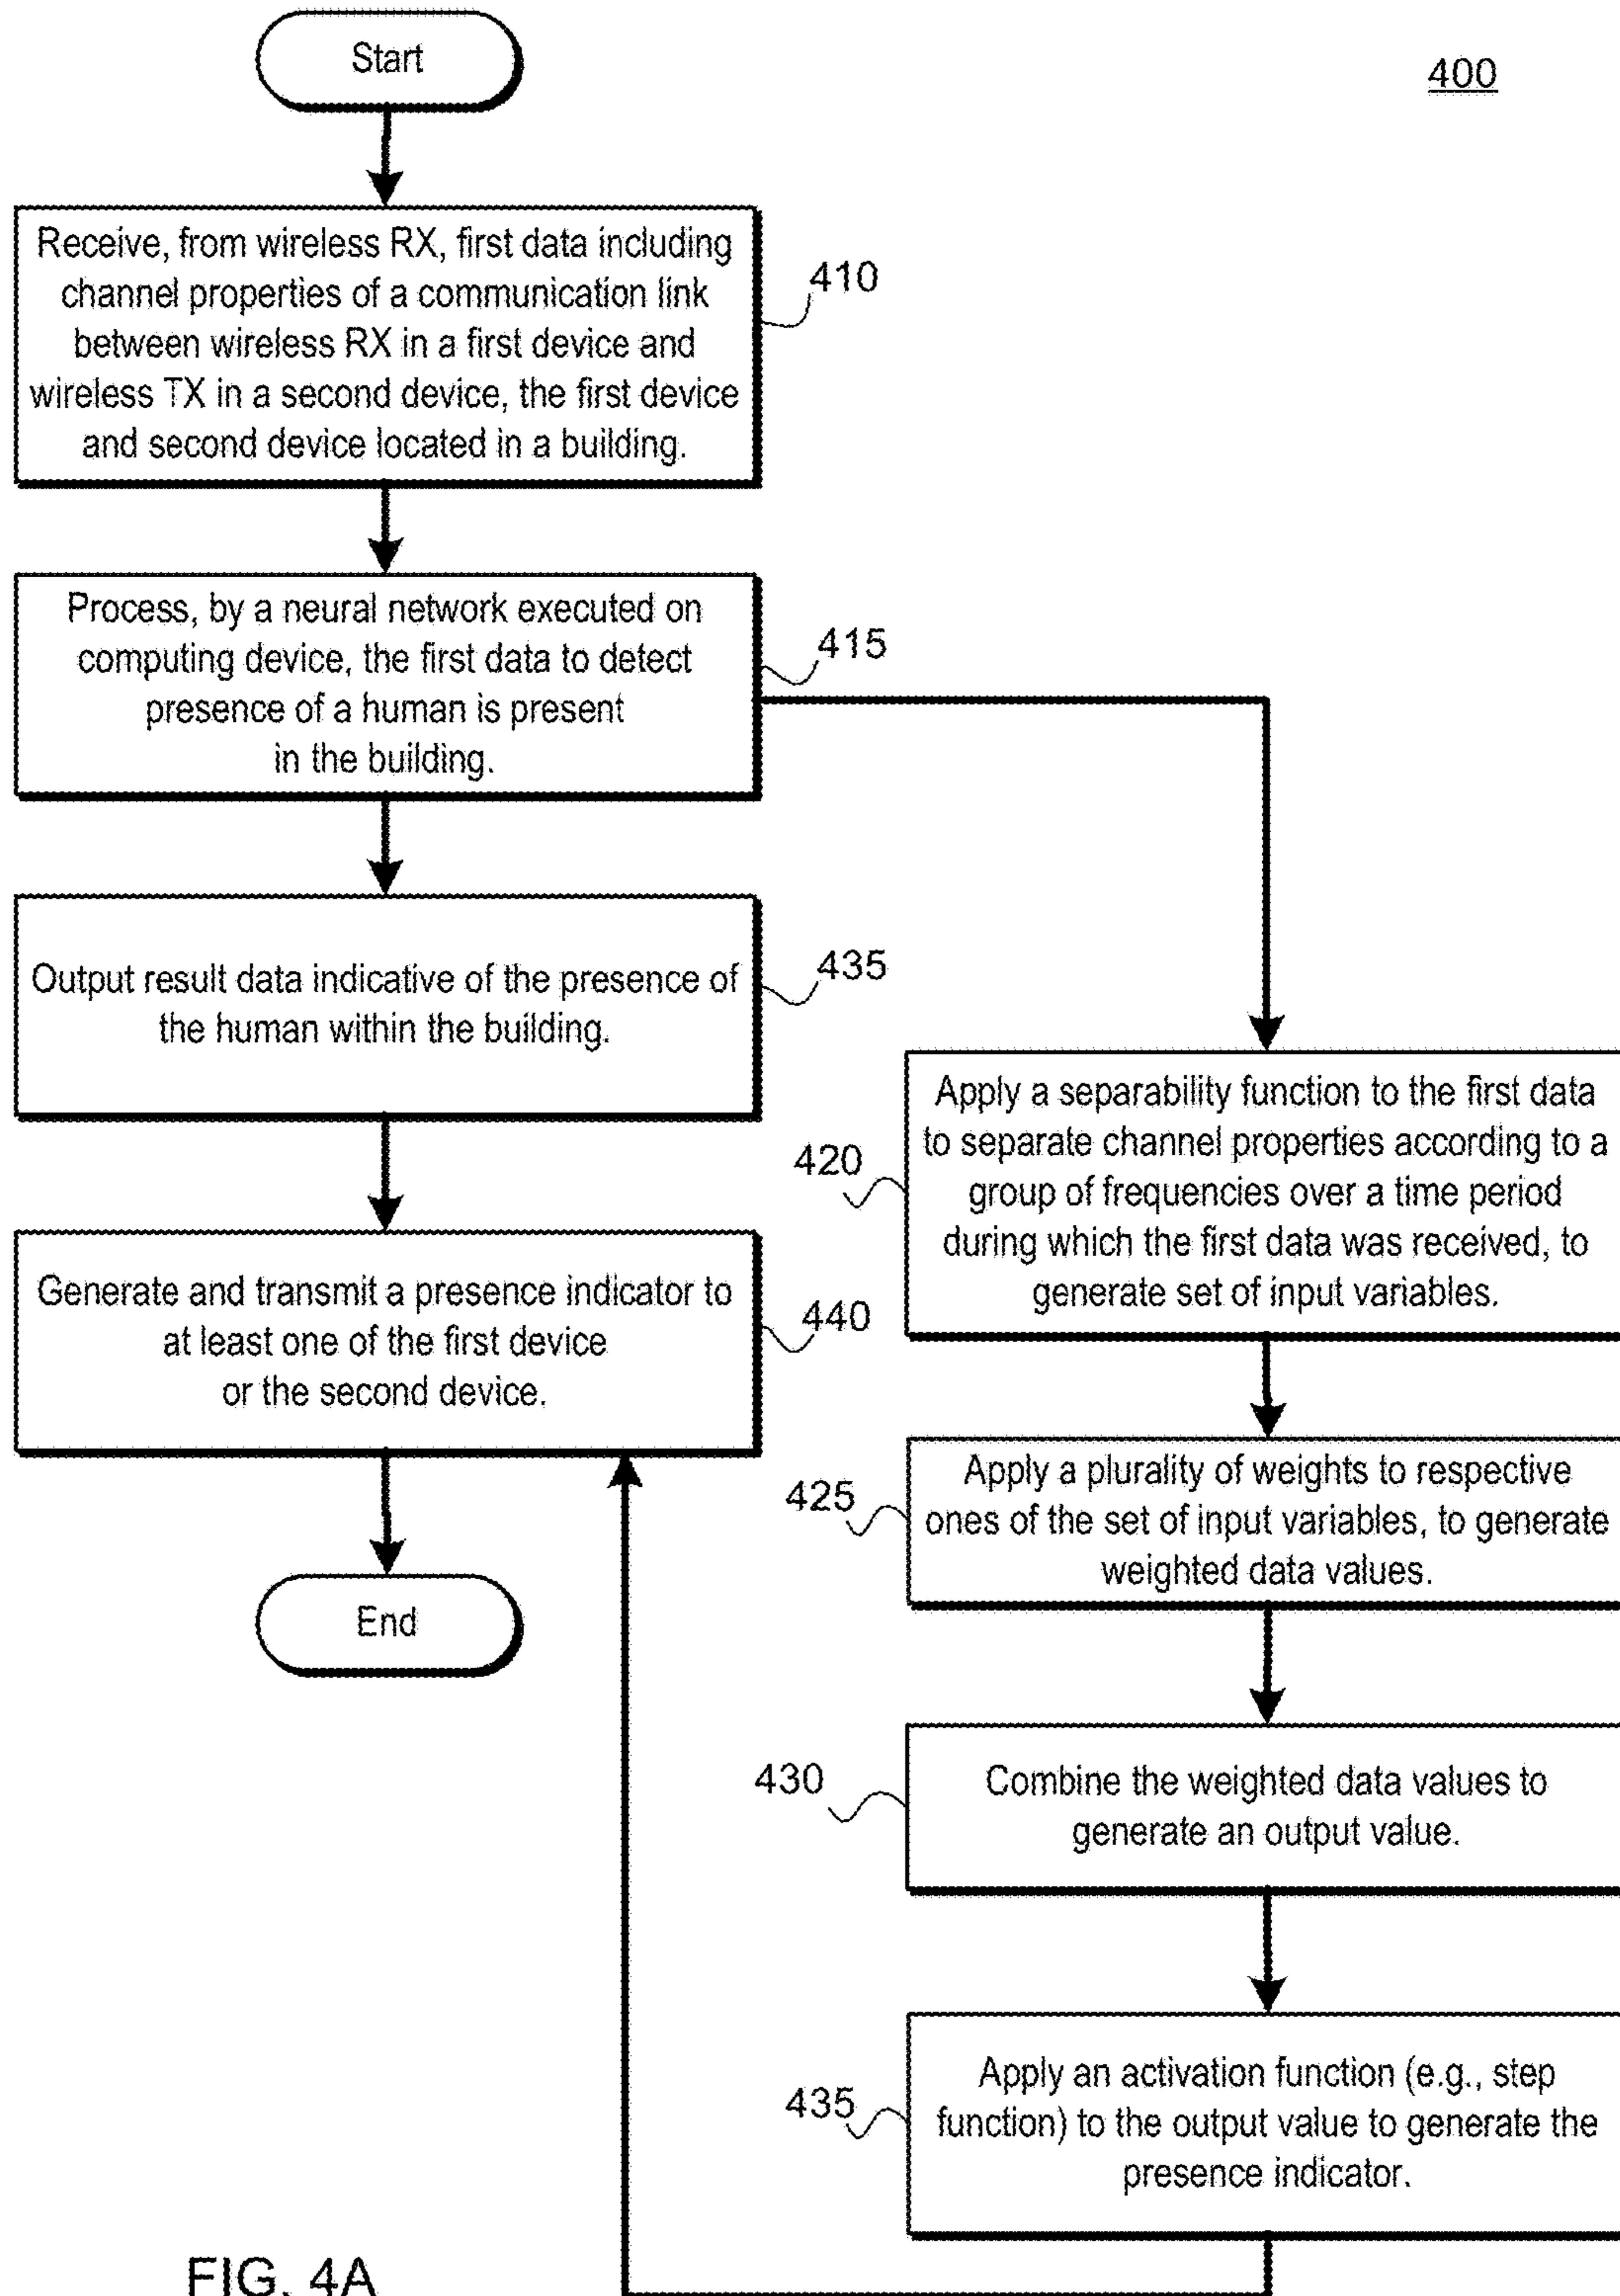 Start
400
Receive, from wireless RX, first data including
channel properties of a communication link
between wireless RX in a first device and
wireless TX in a second device, the first device
and second device located in a building.
410
Process, by a neural network executed on
computing device, the first data to detect
presence of a human is present
in the building.
415
Output result data indicative of the presence of
the human within the building.
435
Generate and transmit a presence indicator to
at least one of the first device
or the second device.
440
End
Apply a separability function to the first data
to separate channel properties according to a
group of frequencies over a time period
during which the first data was received, to
generate set of input variables.
420
Apply a plurality of weights to respective
ones of the set of input variables, to generate
weighted data values.
425
Combine the weighted data values to
generate an output value.
430
Apply an activation function (e.g., step
function) to the output value to generate the
presence indicator.
435
FIG. 4A